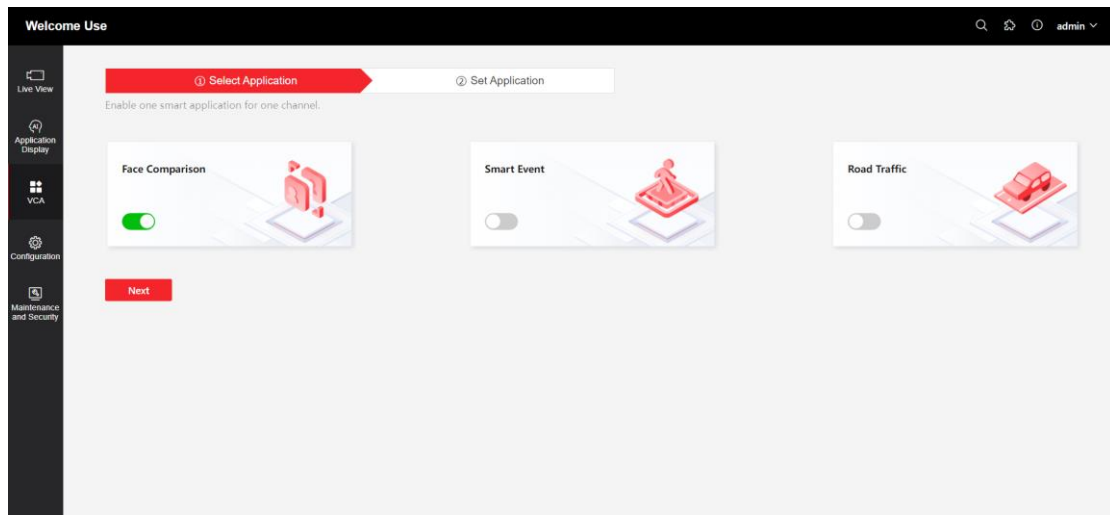 Welcome Use
admin
Live View
Application
Display
VCA
Configuration
Maintenance
and Security
① Select Application
② Set Application
Enable one smart application for one channel.
Face Comparison
Smart Event
Road Traffic
Next